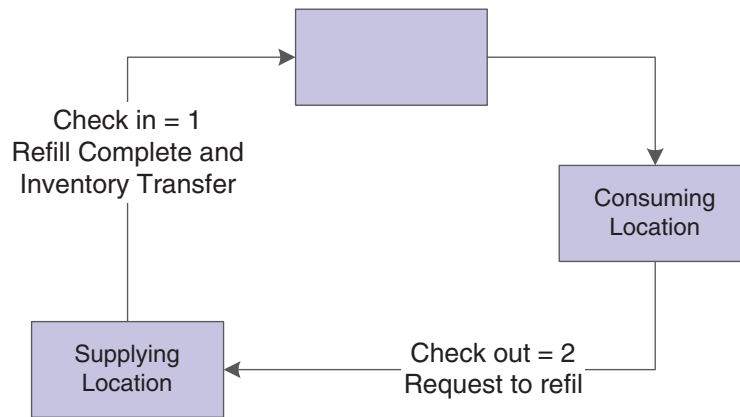 Check in = 1
Refill Complete and
Inventory Transfer
Consuming
Location
Supplying
Location
Check out = 2
Request to refil